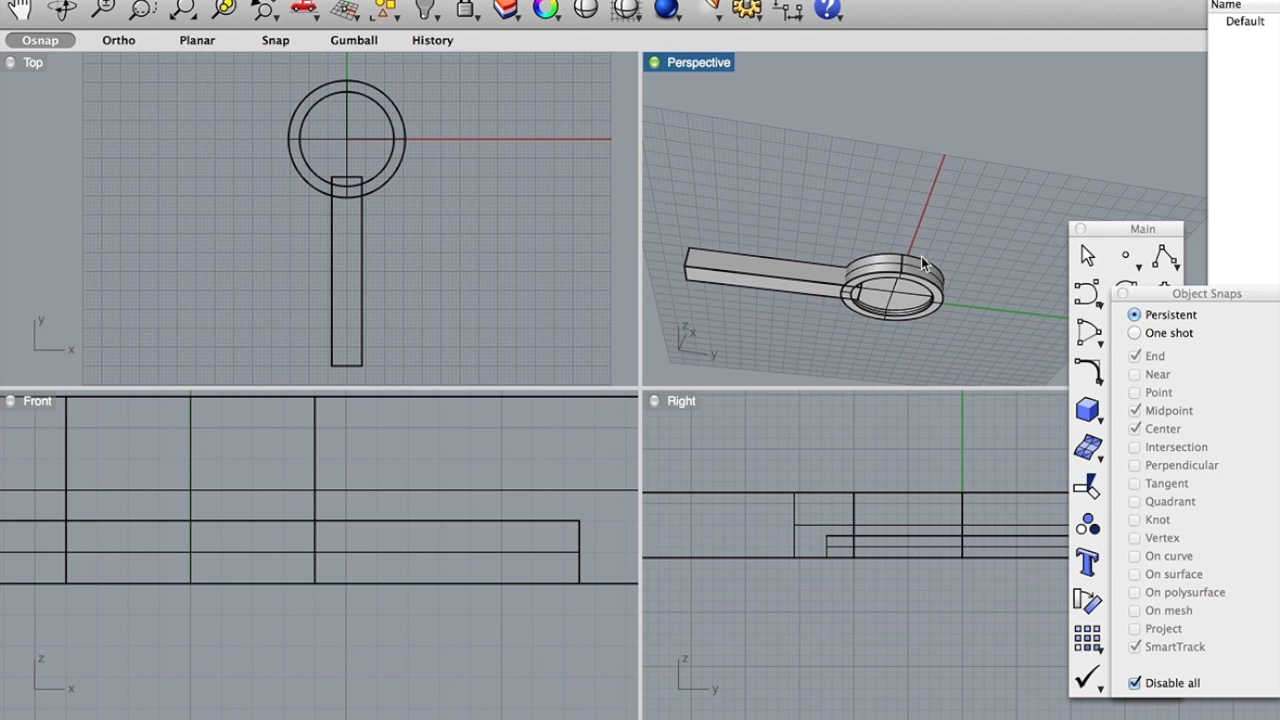 Name
Default
Osnap Ortho Planar Snap Gumball History
Top
Perspective
y
x
z
x
y
Main
Object Snaps
Persistent
One shot
End
Near
Point
Midpoint
Center
Intersection
Perpendicular
Tangent
Quadrant
Knot
Vertex
On curve
On surface
On polysurface
On mesh
Project
SmartTrack
Disable all
Front
z
x
Right
z
y